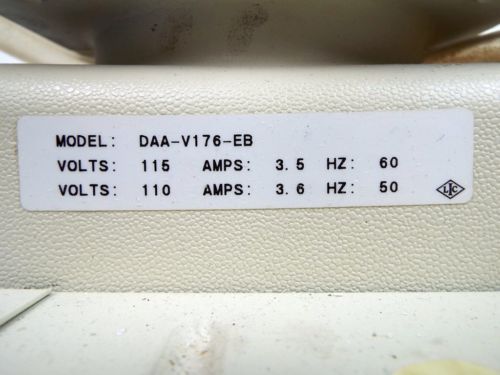 MODEL: DAA-V176-EB
VOLTS: 115 AMPS: 3.5 HZ: 60
VOLTS: 110 AMPS: 3.6 HZ: 50